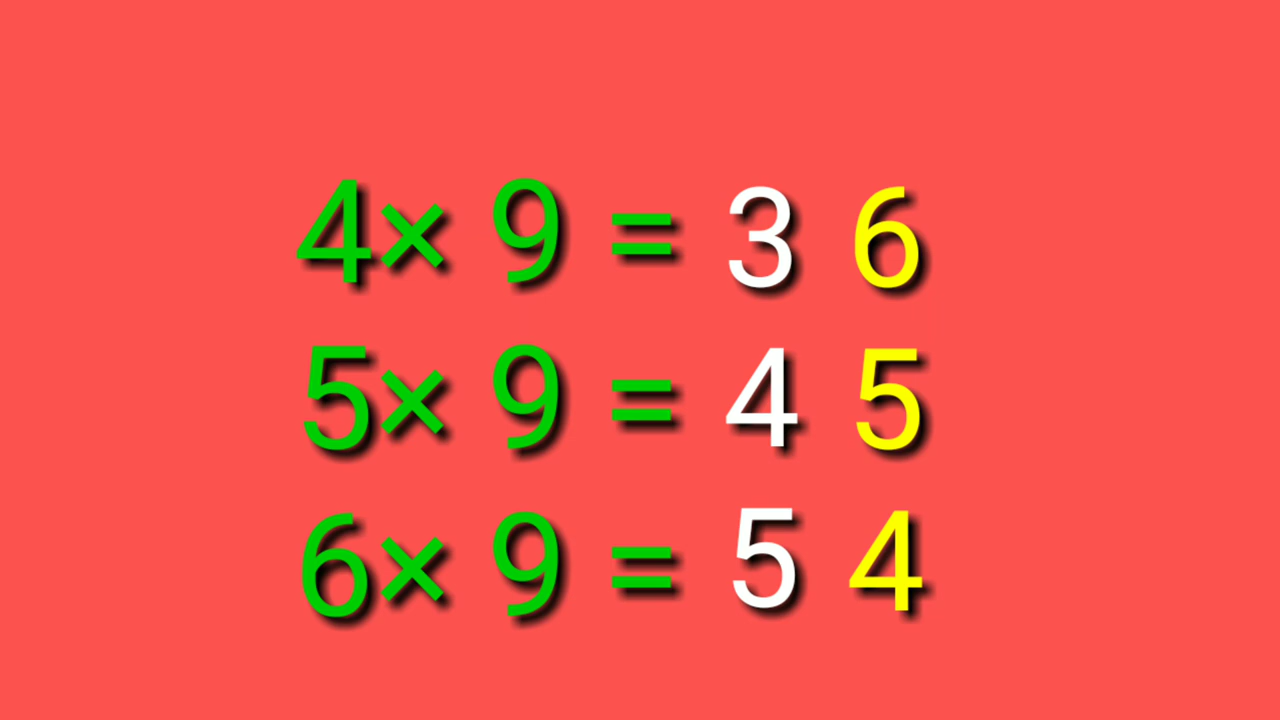 4× 9 = 3 6
5× 9 = 4 5
6× 9 = 5 4